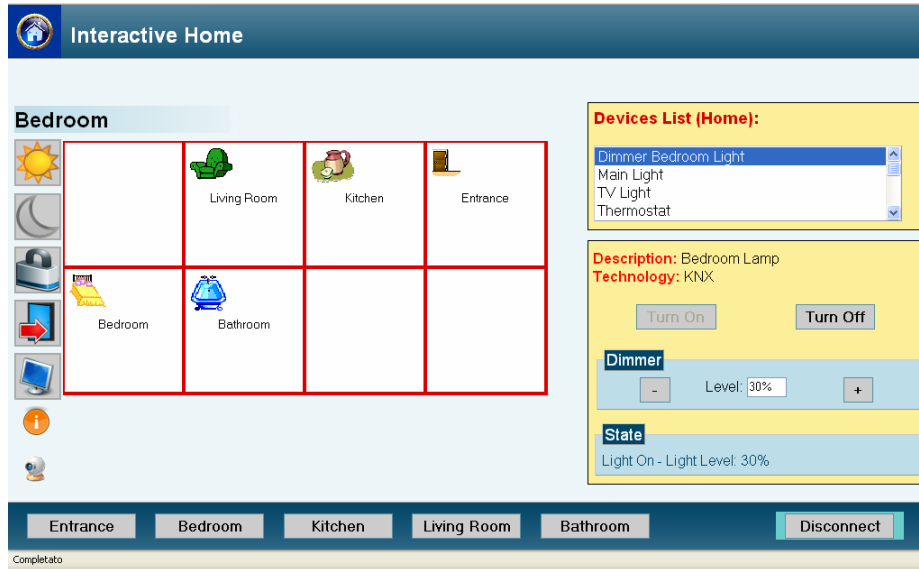 Interactive Home
Bedroom
Living Room
Kitchen
Entrance
Bedroom
Bathroom
Devices List (Home):
Dimmer Bedroom Light
Main Light
TV Light
Thermostat
Description: Bedroom Lamp
Technology: KNX
Turn On
Turn Off
Dimmer
- Level: 30% +
State
Light On - Light Level: 30%
Entrance
Bedroom
Kitchen
Living Room
Bathroom
Disconnect
Completato